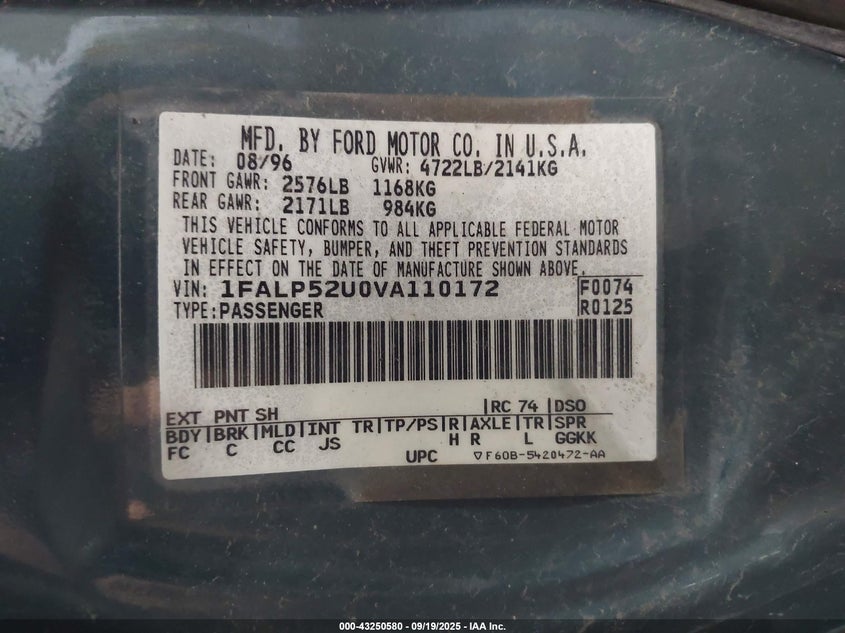 MFD. BY FORD MOTOR CO. IN U.S.A.
DATE: 08/96 GVWR: 4722LB/2141KG
FRONT GAWR: 2576LB 1168KG
REAR GAWR: 2171LB 984KG
THIS VEHICLE CONFORMS TO ALL APPLICABLE FEDERAL MOTOR
VEHICLE SAFETY, BUMPER, AND THEFT PREVENTION STANDARDS
IN EFFECT ON THE DATE OF MANUFACTURE SHOWN ABOVE.
VIN: 1FALP52U0VA110172 F0074
TYPE: PASSENGER R0125
EXT PNT SH RC 74 DSO
BDY BRK MLD INT TR TP/PS R AXLE TR SPR
FC C CC JS H R L GGKK
UPC ▽F60B-5420472-AA
000-43250580 - 09/19/2025 - IAA Inc.